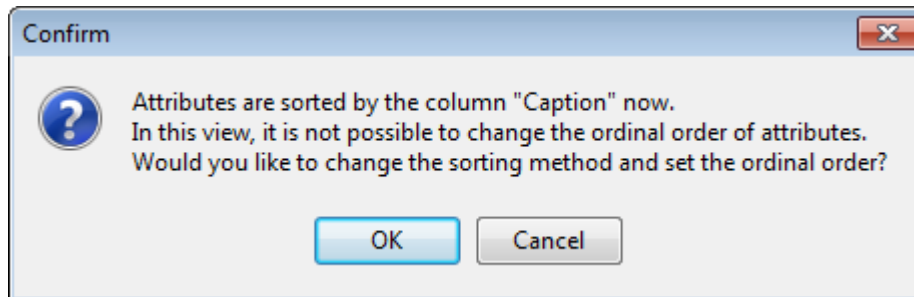 Confirm
Attributes are sorted by the column "Caption" now.
In this view, it is not possible to change the ordinal order of attributes.
Would you like to change the sorting method and set the ordinal order?
OK
Cancel